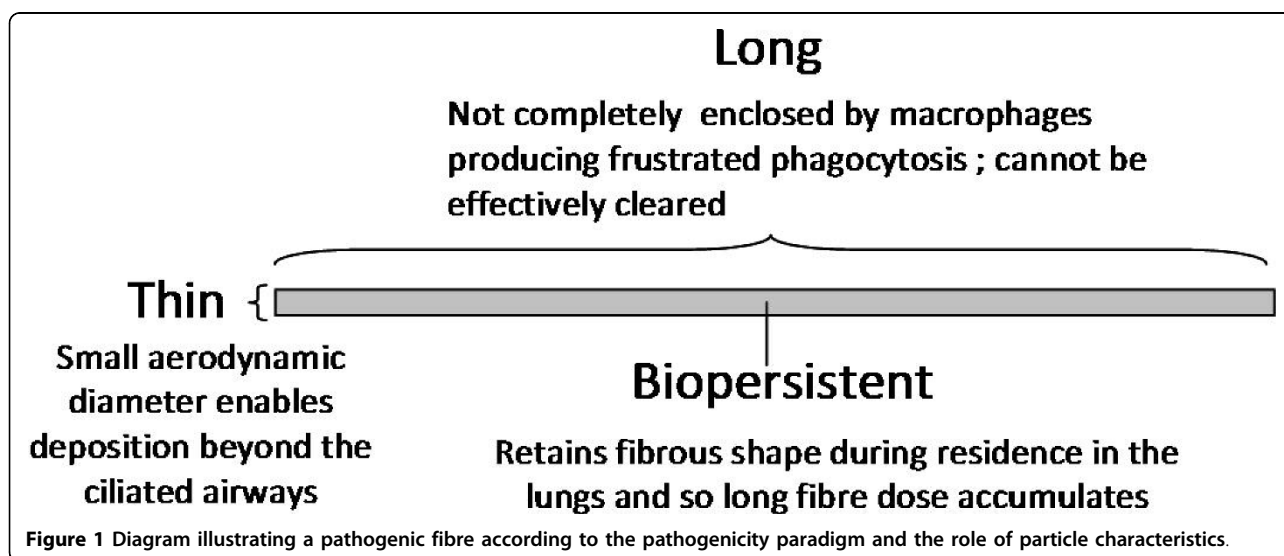 Long
Not completely enclosed by macrophages
producing frustrated phagocytosis ; cannot be
effectively cleared
Thin
Small aerodynamic
diameter enables
deposition beyond the
ciliated airways
Biopersistent
Retains fibrous shape during residence in the
lungs and so long fibre dose accumulates
Figure 1 Diagram illustrating a pathogenic fibre according to the pathogenicity paradigm and the role of particle characteristics.